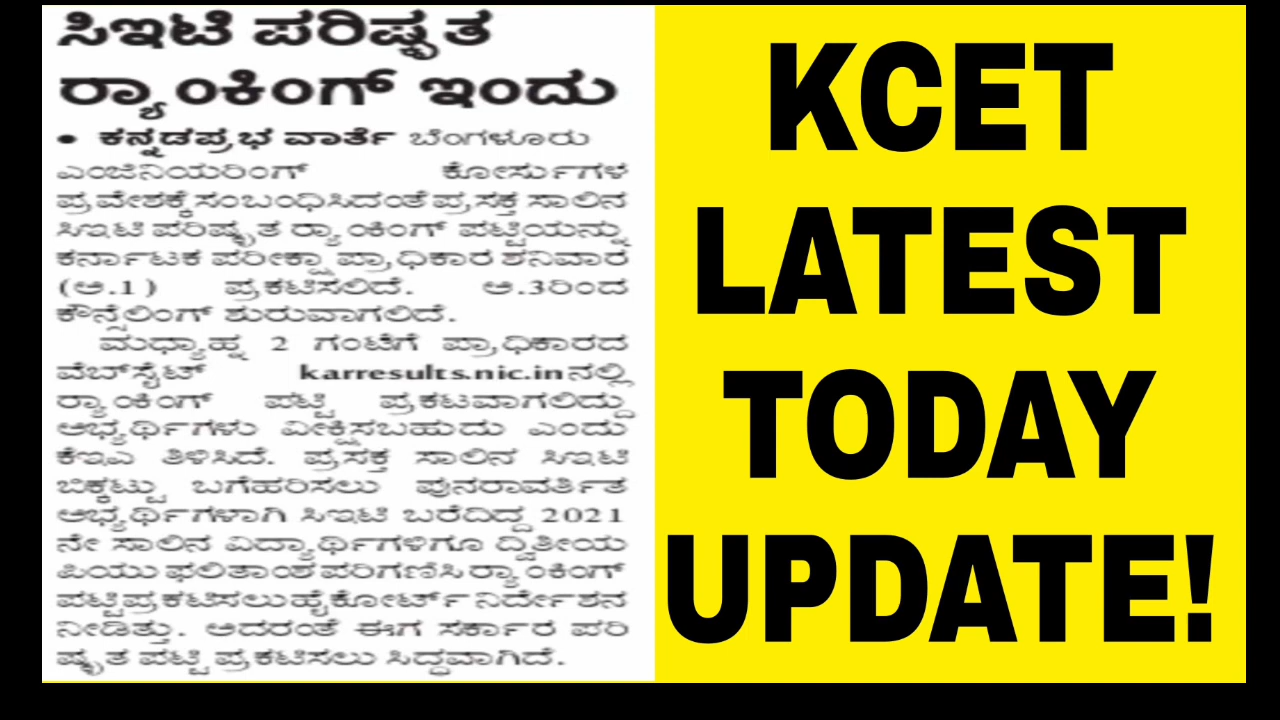 ಸಿಇಟಿ ಪರಿಷ್ಕೃತ
ರ‍್ಯಾಂಕಿಂಗ್ ಇಂದು
● ಕನ್ನಡಪ್ರಭ ವಾರ್ತೆ ಬೆಂಗಳೂರು
ಎಂಜಿನಿಯರಿಂಗ್ ಕೋರ್ಸುಗಳ
ಪ್ರವೇಶಕ್ಕೆ ಸಂಬಂಧಿಸಿದಂತೆ ಪ್ರಸಕ್ತ ಸಾಲಿನ
ಸಿಇಟಿ ಪರಿಷ್ಕೃತ ರ‍್ಯಾಂಕಿಂಗ್ ಪಟ್ಟಿಯನ್ನು
ಕರ್ನಾಟಕ ಪರೀಕ್ಷಾ ಪ್ರಾಧಿಕಾರ ಶನಿವಾರ
(ಅ.1) ಪ್ರಕಟಿಸಲಿದೆ. ಅ.3ರಿಂದ
ಕೌನ್ಸೆಲಿಂಗ್ ಶುರುವಾಗಲಿದೆ.
ಮಧ್ಯಾಹ್ನ 2 ಗಂಟೆಗೆ ಪ್ರಾಧಿಕಾರದ
ವೆಬ್‌ಸೈಟ್ karresults.nic.inನಲ್ಲಿ
ರ‍್ಯಾಂಕಿಂಗ್ ಪಟ್ಟಿ ಪ್ರಕಟವಾಗಲಿದ್ದು
ಅಭ್ಯರ್ಥಿಗಳು ವೀಕ್ಷಿಸಬಹುದು ಎಂದು
ಕೆಇಎ ತಿಳಿಸಿದೆ. ಪ್ರಸಕ್ತ ಸಾಲಿನ ಸಿಇಟಿ
ಬಿಕ್ಕಟ್ಟು ಬಗೆಹರಿಸಲು ಪುನರಾವರ್ತಿತ
ಅಭ್ಯರ್ಥಿಗಳಾಗಿ ಸಿಇಟಿ ಬರೆದಿದ್ದ 2021
ನೇ ಸಾಲಿನ ವಿದ್ಯಾರ್ಥಿಗಳಿಗೂ ದ್ವಿತೀಯ
ಪಿಯು ಫಲಿತಾಂಶ ಪರಿಗಣಿಸಿ ರ‍್ಯಾಂಕಿಂಗ್
ಪಟ್ಟಿ ಪ್ರಕಟಿಸಲು ಹೈಕೋರ್ಟ್ ನಿರ್ದೇಶನ
ನೀಡಿತ್ತು. ಅದರಂತೆ ಈಗ ಸರ್ಕಾರ ಪರಿ
ಷ್ಕೃತ ಪಟ್ಟಿ ಪ್ರಕಟಿಸಲು ಸಿದ್ಧವಾಗಿದೆ.
KCET
LATEST
TODAY
UPDATE!